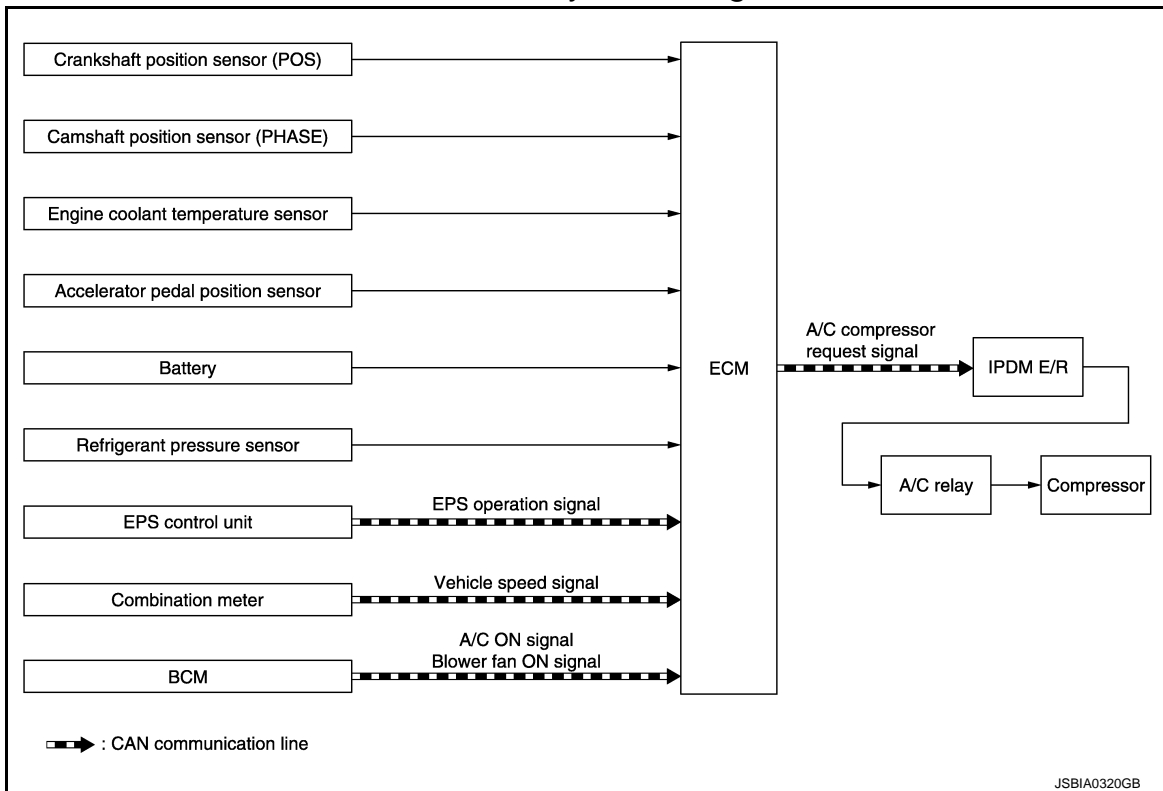 Crankshaft position sensor (POS)
Camshaft position sensor (PHASE)
Engine coolant temperature sensor
Accelerator pedal position sensor
Battery
Refrigerant pressure sensor
EPS control unit
Combination meter
BCM
EPS operation signal
Vehicle speed signal
A/C ON signal
Blower fan ON signal
ECM
A/C compressor
request signal
IPDM E/R
A/C relay
Compressor
: CAN communication line
JSBIA0320GB